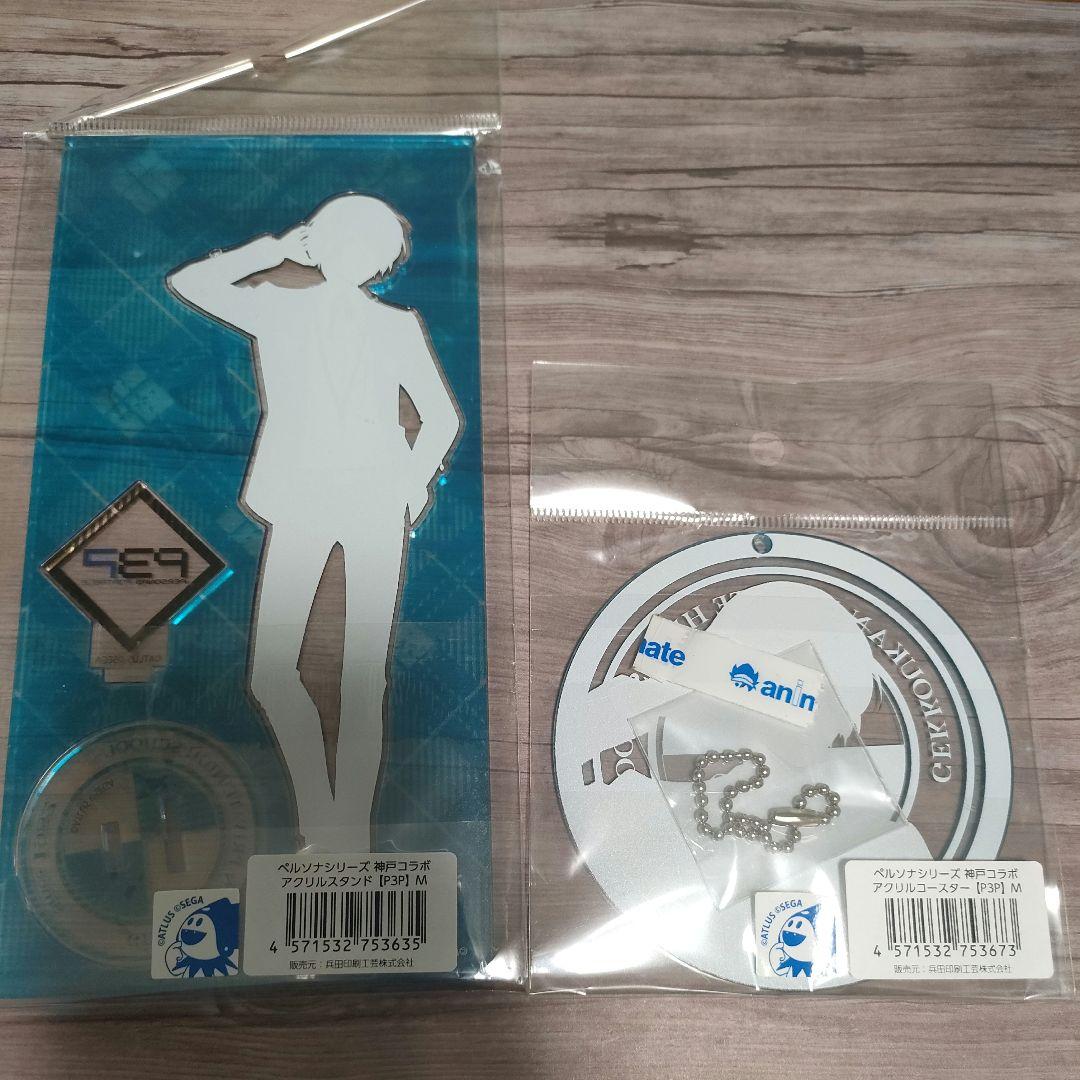 P3P
©ATLUS ©SEGA
ペルソナシリーズ 神戸コラボ
アクリルスタンド【P3P】M
4 571532 753635
販売元：兵田印刷工芸株式会社
©ATLUS ©SEGA
GEKKOUKAN
nate
anim
ペルソナシリーズ 神戸コラボ
アクリルコースター【P3P】M
4 571532 753673
販売元：兵田印刷工芸株式会社
©ATLUS ©SEGA